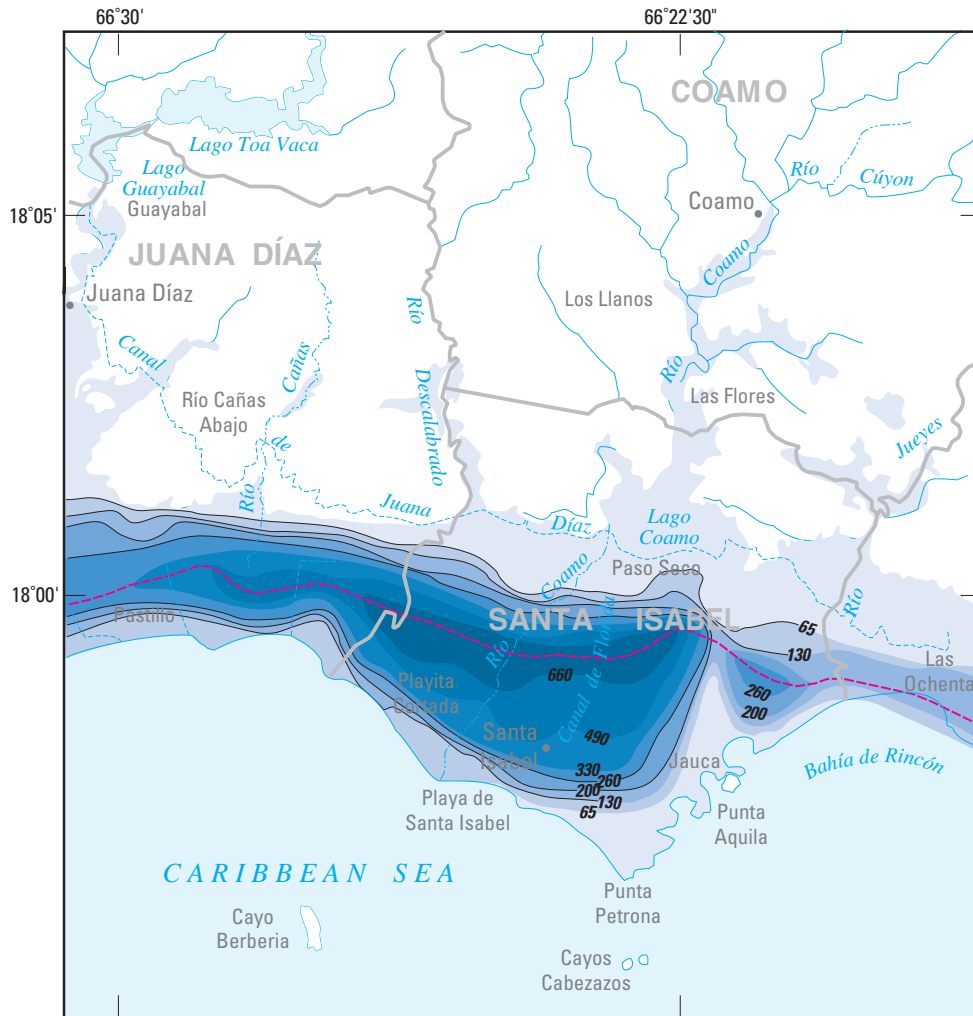 66°30'
66°22'30"
COAMO
Lago Toa Vaca
Lago
Guayabal
Guayabal
Río
Cúyon
Coamo
18°05'
JUANA DÍAZ
Coamo
Juana Díaz
Los Llanos
Río
Canal
Cañas
Río
Las Flores
Río Cañas
Abajo
Descalabrado
Jueyes
de
Río
Juana
Díaz
Lago
Coamo
Paso Seco
Coamo
18°00'
Pastillo
SANTA ISABEL
Río
65
130
Río
Las
Ochenta
Playita
Cortada
660
Canal de Florida
260
200
490
Santa
Isabel
Jauca
Bahía de Rincón
330
260
200
130
65
Playa de
Santa Isabel
Punta
Aquila
CARIBBEAN SEA
Punta
Petrona
Cayo
Berberia
Cayos
Cabezazos